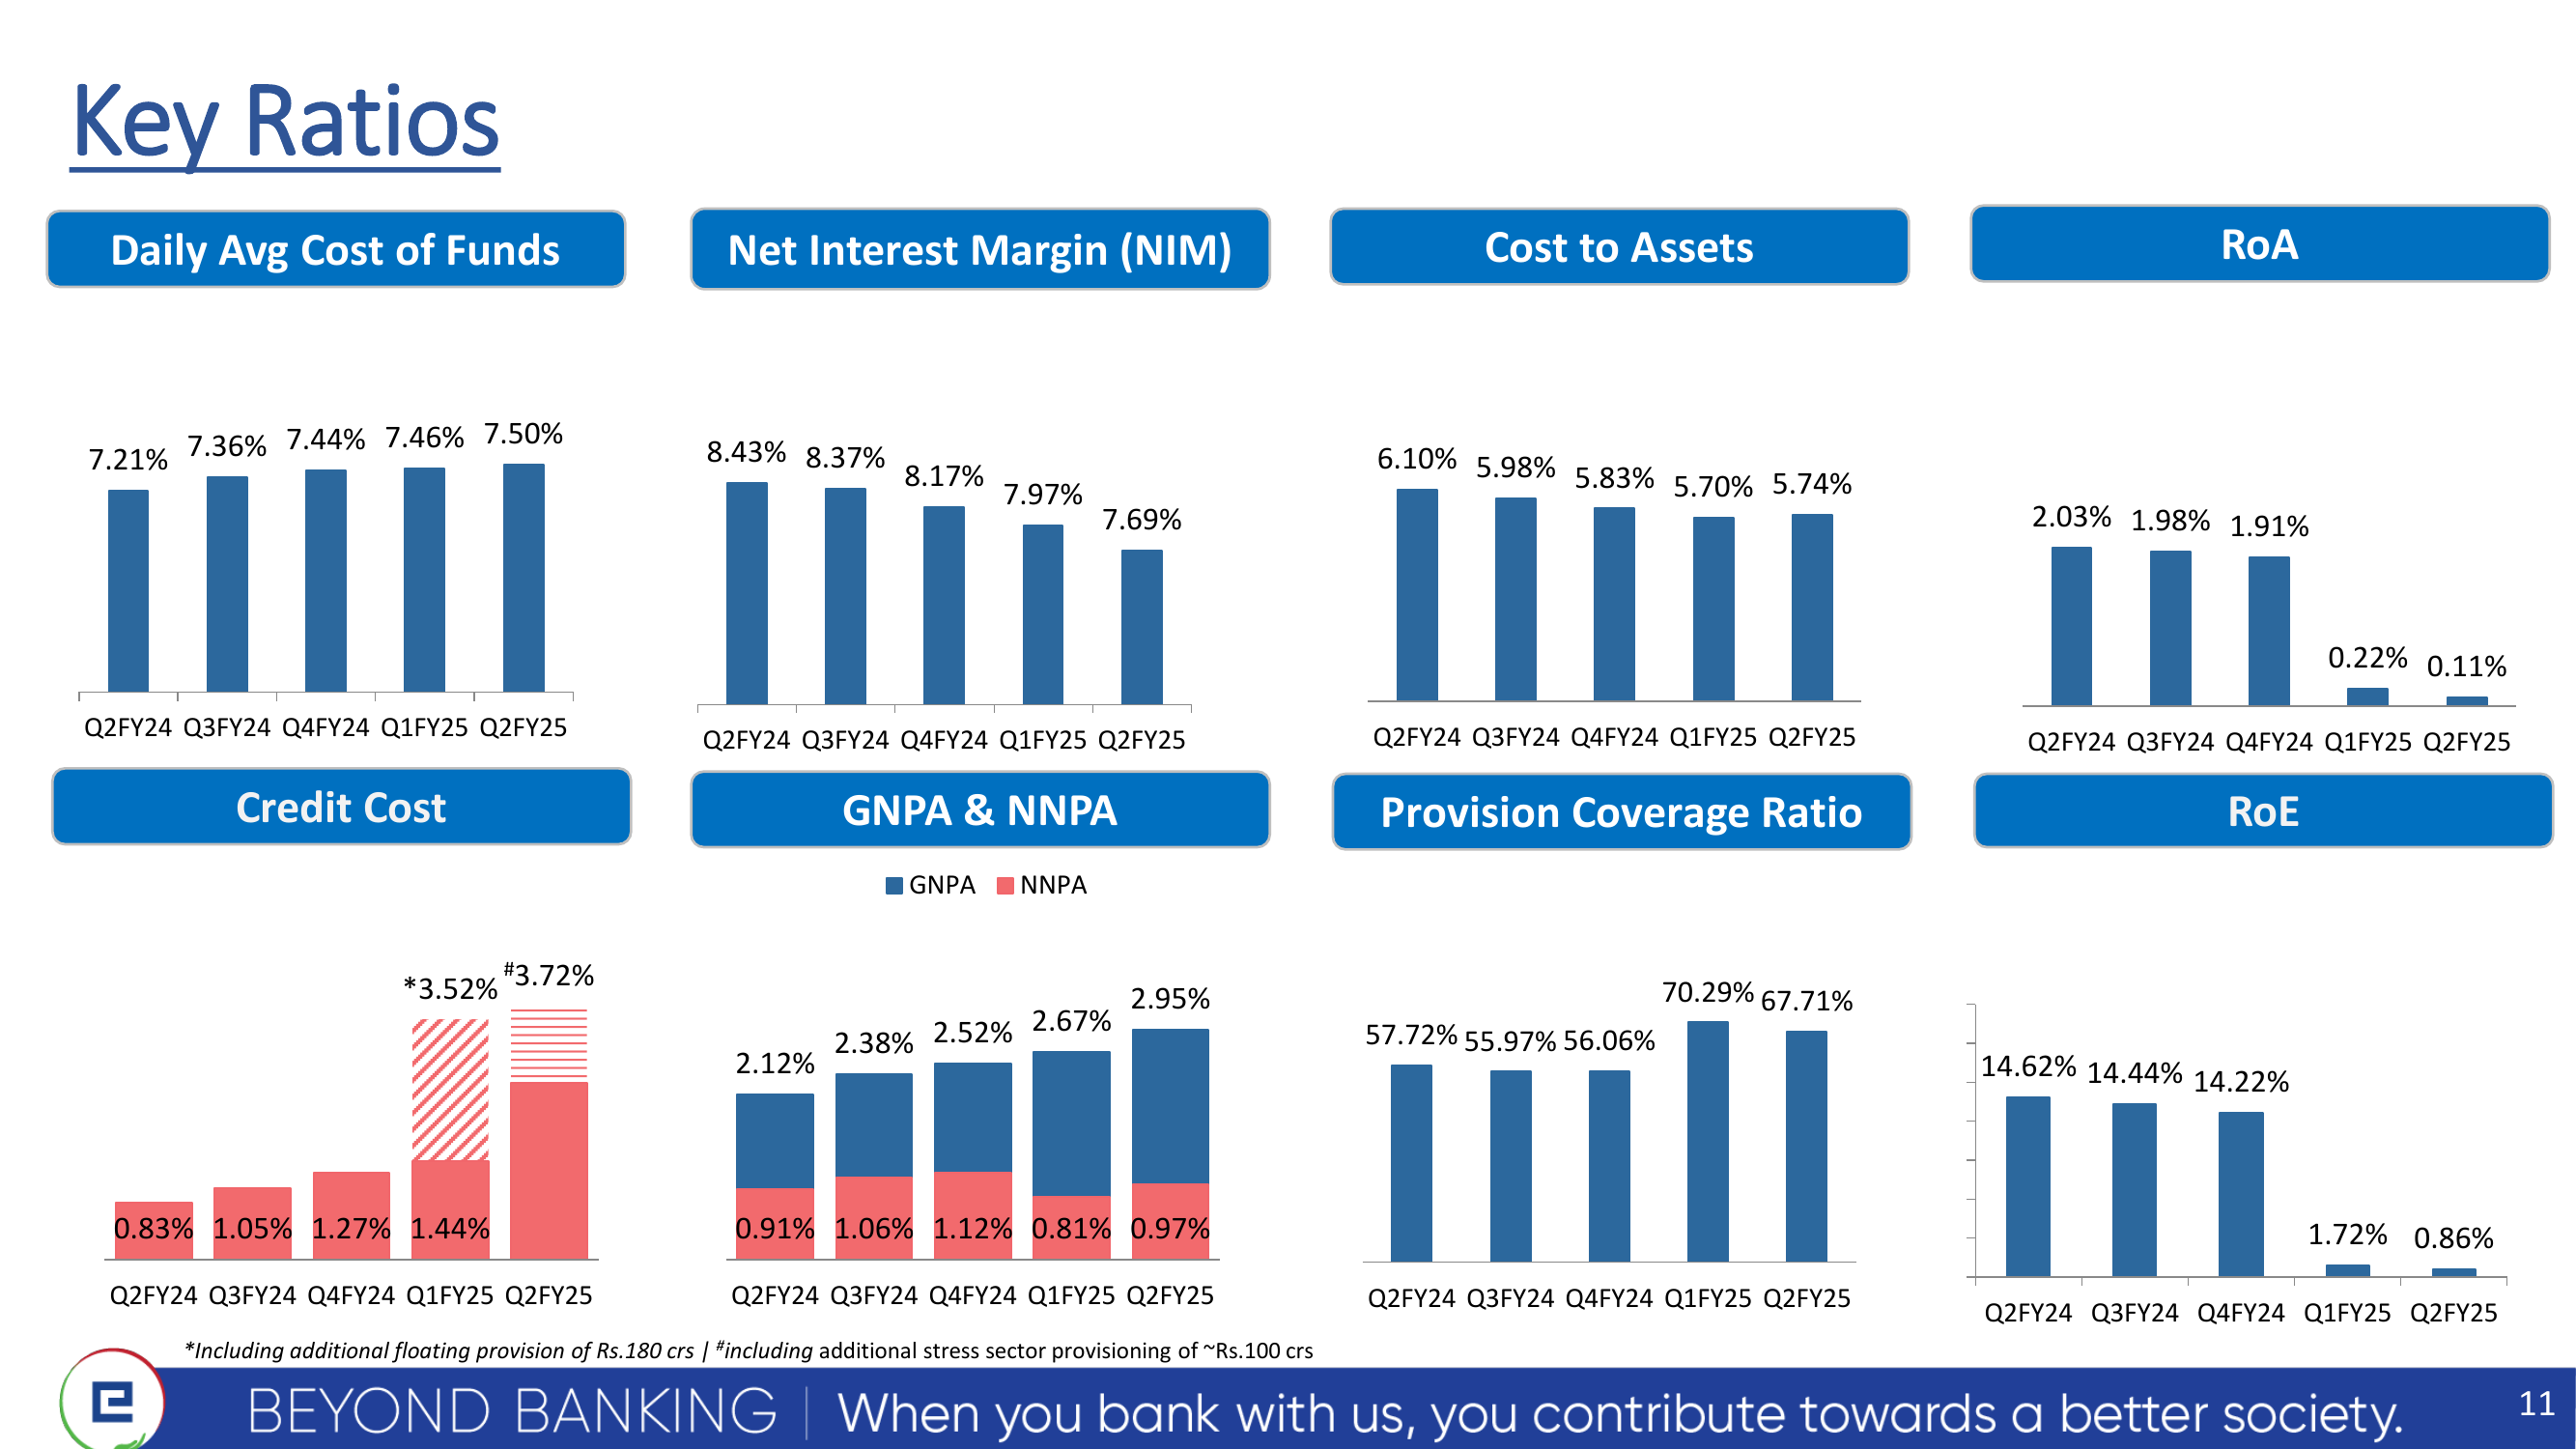 Key Ratios
Daily Avg Cost of Funds
7.21% 7.36% 7.44% 7.46% 7.50%
Q2FY24 Q3FY24 Q4FY24 Q1FY25 Q2FY25
Net Interest Margin (NIM)
8.43% 8.37% 8.17% 7.97% 7.69%
Q2FY24 Q3FY24 Q4FY24 Q1FY25 Q2FY25
Cost to Assets
6.10% 5.98% 5.83% 5.70% 5.74%
Q2FY24 Q3FY24 Q4FY24 Q1FY25 Q2FY25
RoA
2.03% 1.98% 1.91% 0.22% 0.11%
Q2FY24 Q3FY24 Q4FY24 Q1FY25 Q2FY25
Credit Cost
*3.52% #3.72%
0.83% 1.05% 1.27% 1.44%
Q2FY24 Q3FY24 Q4FY24 Q1FY25 Q2FY25
GNPA & NNPA
GNPA NNPA
2.12% 2.38% 2.52% 2.67% 2.95%
0.91% 1.06% 1.12% 0.81% 0.97%
Q2FY24 Q3FY24 Q4FY24 Q1FY25 Q2FY25
Provision Coverage Ratio
57.72% 55.97% 56.06% 70.29% 67.71%
Q2FY24 Q3FY24 Q4FY24 Q1FY25 Q2FY25
RoE
14.62% 14.44% 14.22% 1.72% 0.86%
Q2FY24 Q3FY24 Q4FY24 Q1FY25 Q2FY25
*Including additional floating provision of Rs.180 crs | #including additional stress sector provisioning of ~Rs.100 crs
BEYOND BANKING | When you bank with us, you contribute towards a better society.
11